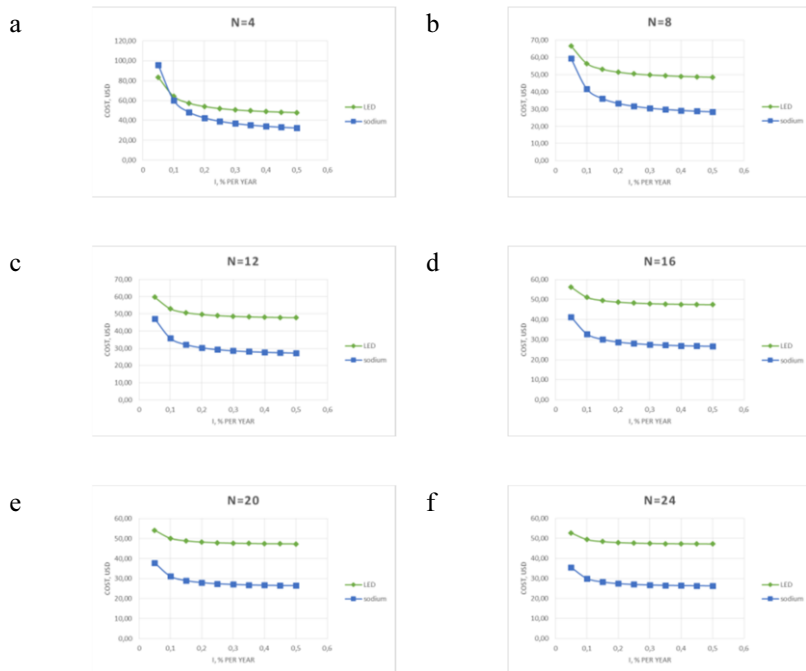 a
N=4
120,00
100,00
80,00
60,00
40,00
20,00
0,00
COST, USD
0 0,1 0,2 0,3 0,4 0,5 0,6
I, % PER YEAR
LED
sodium
b
N=8
70,00
60,00
50,00
40,00
30,00
20,00
10,00
0,00
COST, USD
0 0,1 0,2 0,3 0,4 0,5 0,6
I, % PER YEAR
LED
sodium
c
N=12
70,00
60,00
50,00
40,00
30,00
20,00
10,00
0,00
COST, USD
0 0,1 0,2 0,3 0,4 0,5 0,6
I, % PER YEAR
LED
sodium
d
N=16
60,00
50,00
40,00
30,00
20,00
10,00
0,00
COST, USD
0 0,1 0,2 0,3 0,4 0,5 0,6
I, % PER YEAR
LED
sodium
e
N=20
60,00
50,00
40,00
30,00
20,00
10,00
0,00
COST, USD
0 0,1 0,2 0,3 0,4 0,5 0,6
I, % PER YEAR
LED
sodium
f
N=24
60,00
50,00
40,00
30,00
20,00
10,00
0,00
COST, USD
0 0,1 0,2 0,3 0,4 0,5 0,6
I, % PER YEAR
LED
sodium